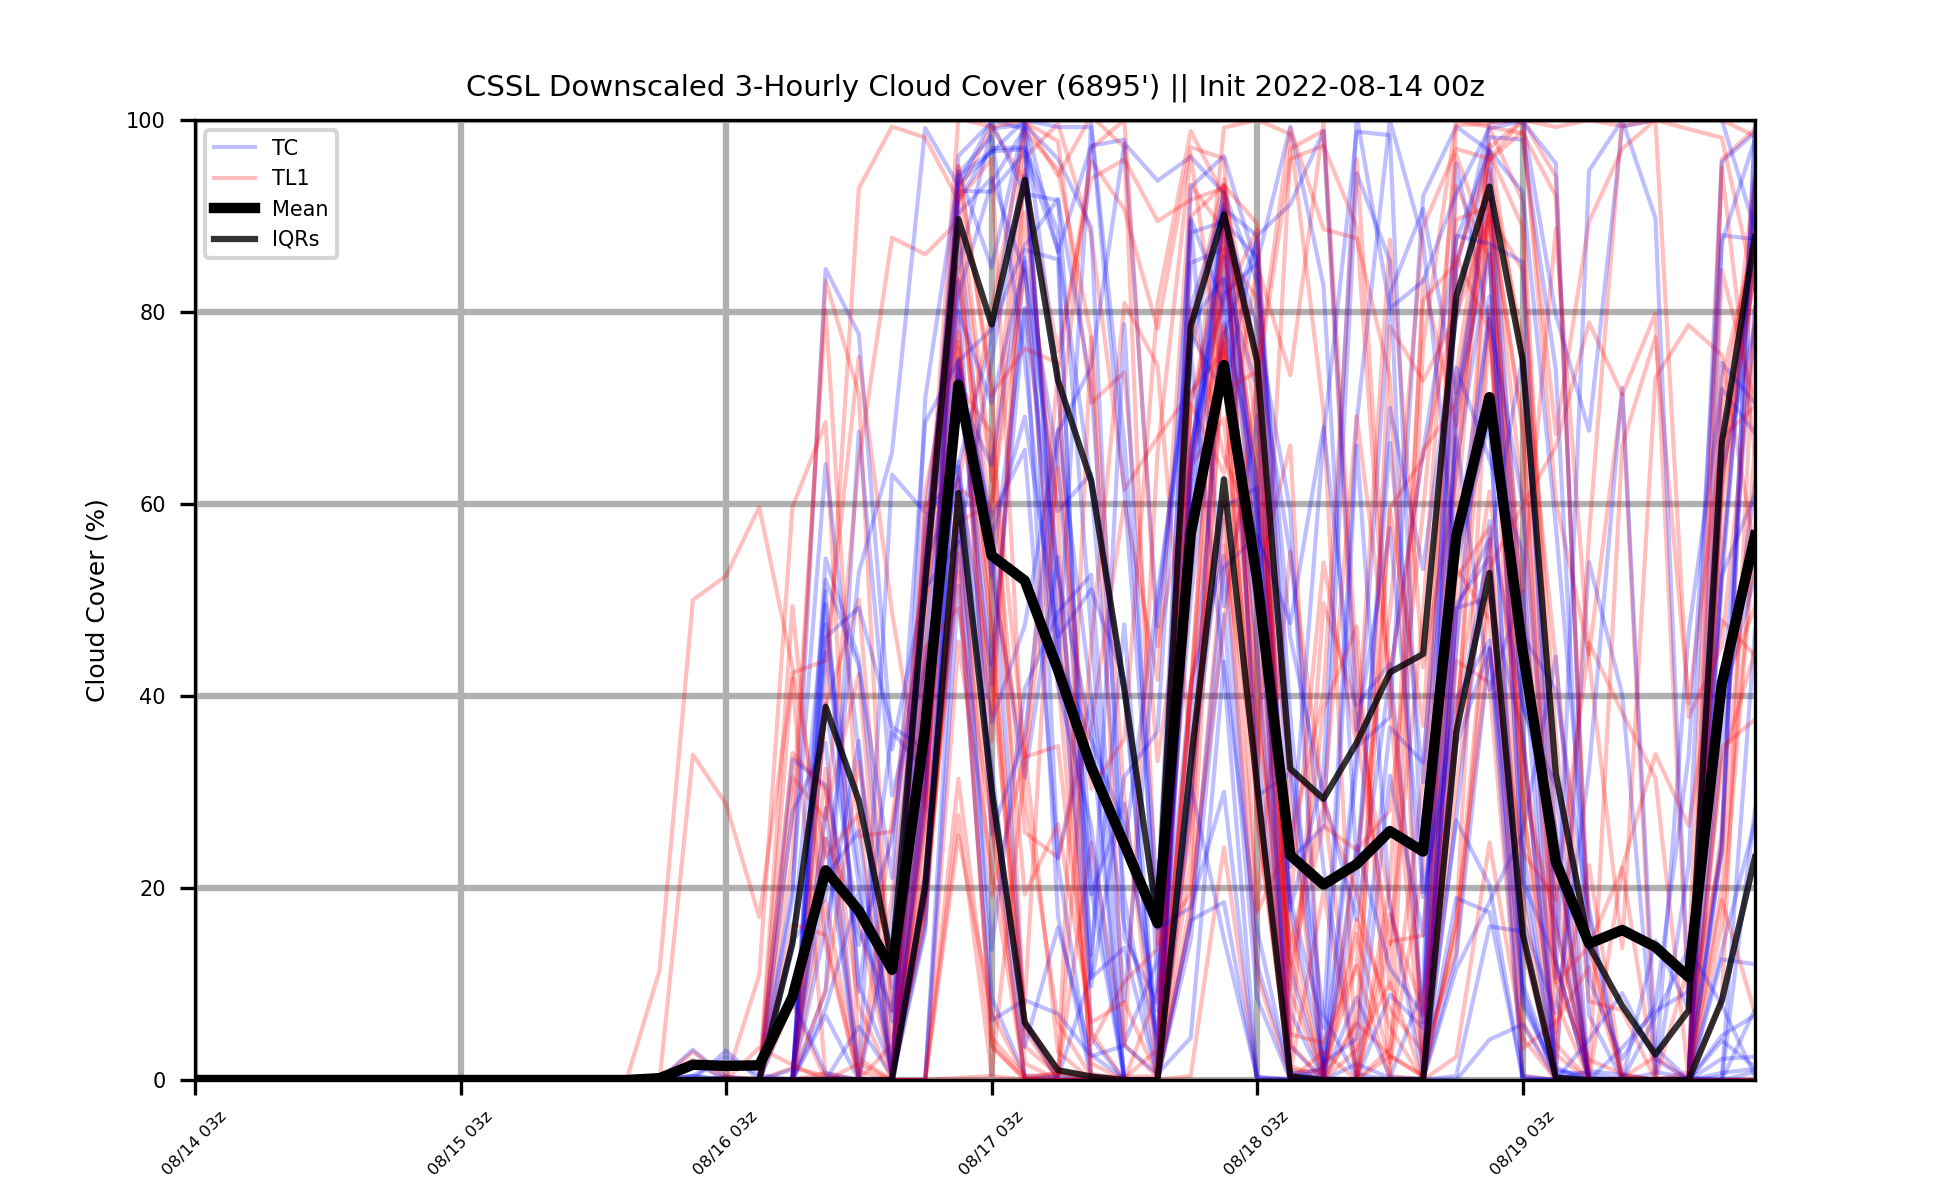 CSSL Downscaled 3-Hourly Cloud Cover (6895') || Init 2022-08-14 00z
TC
TL1
Mean
IQRs
Cloud Cover (%)
100
80
60
40
20
0
08/14 03z
08/15 03z
08/16 03z
08/17 03z
08/18 03z
08/19 03z